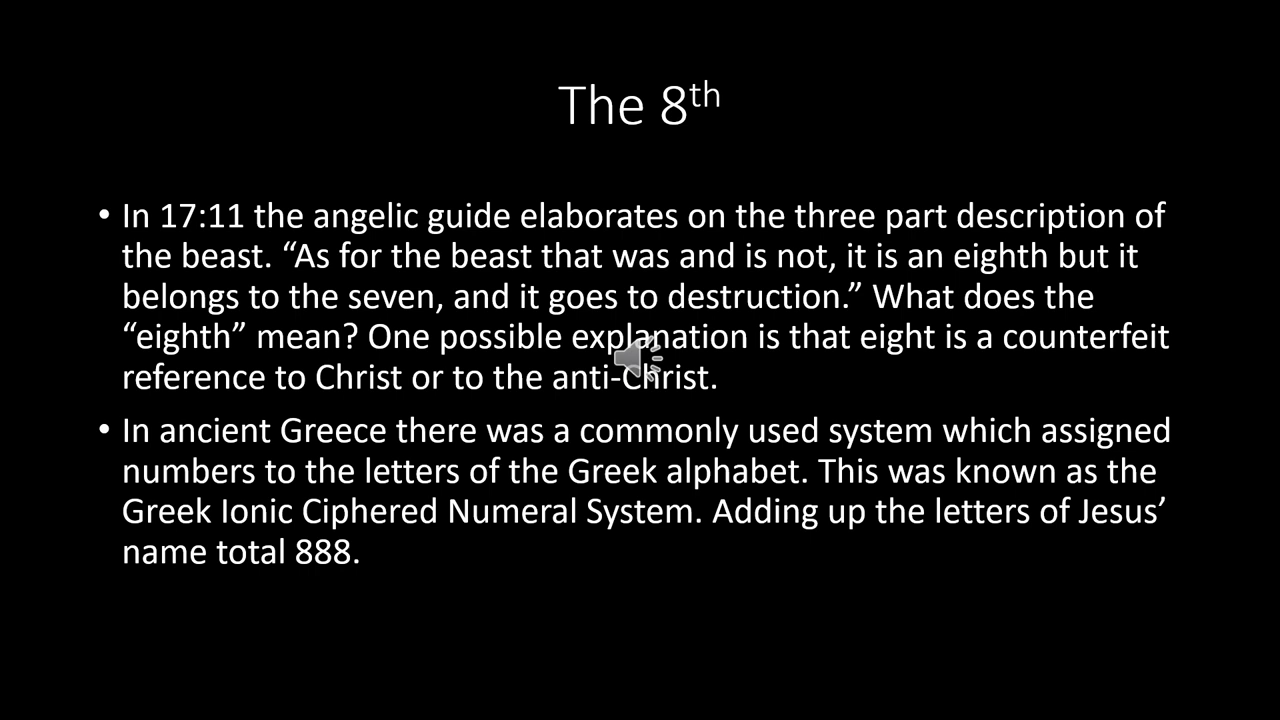 The 8th
• In 17:11 the angelic guide elaborates on the three part description of
the beast. “As for the beast that was and is not, it is an eighth but it
belongs to the seven, and it goes to destruction.” What does the
“eighth” mean? One possible explanation is that eight is a counterfeit
reference to Christ or to the anti-Christ.
• In ancient Greece there was a commonly used system which assigned
numbers to the letters of the Greek alphabet. This was known as the
Greek Ionic Ciphered Numeral System. Adding up the letters of Jesus’
name total 888.